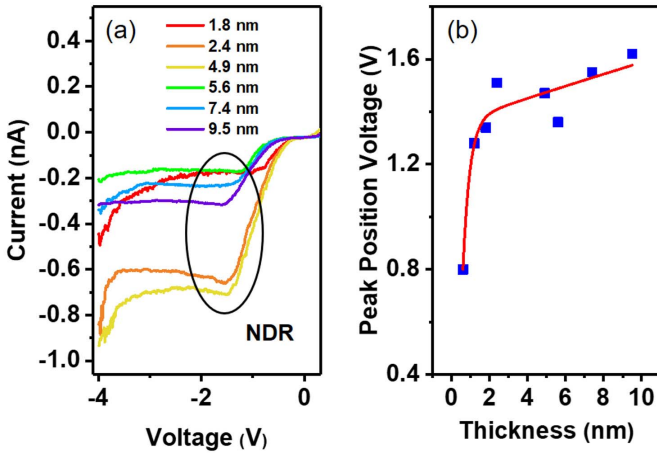 (a)
1.8 nm
2.4 nm
4.9 nm
5.6 nm
7.4 nm
9.5 nm
NDR
0.4
0.2
0.0
-0.2
-0.4
-0.6
-0.8
-1.0
Current (nA)
-4
-2
0
Voltage (V)
(b)
1.6
1.2
0.8
0.4
Peak Position Voltage (V)
0
2
4
6
8
10
Thickness (nm)